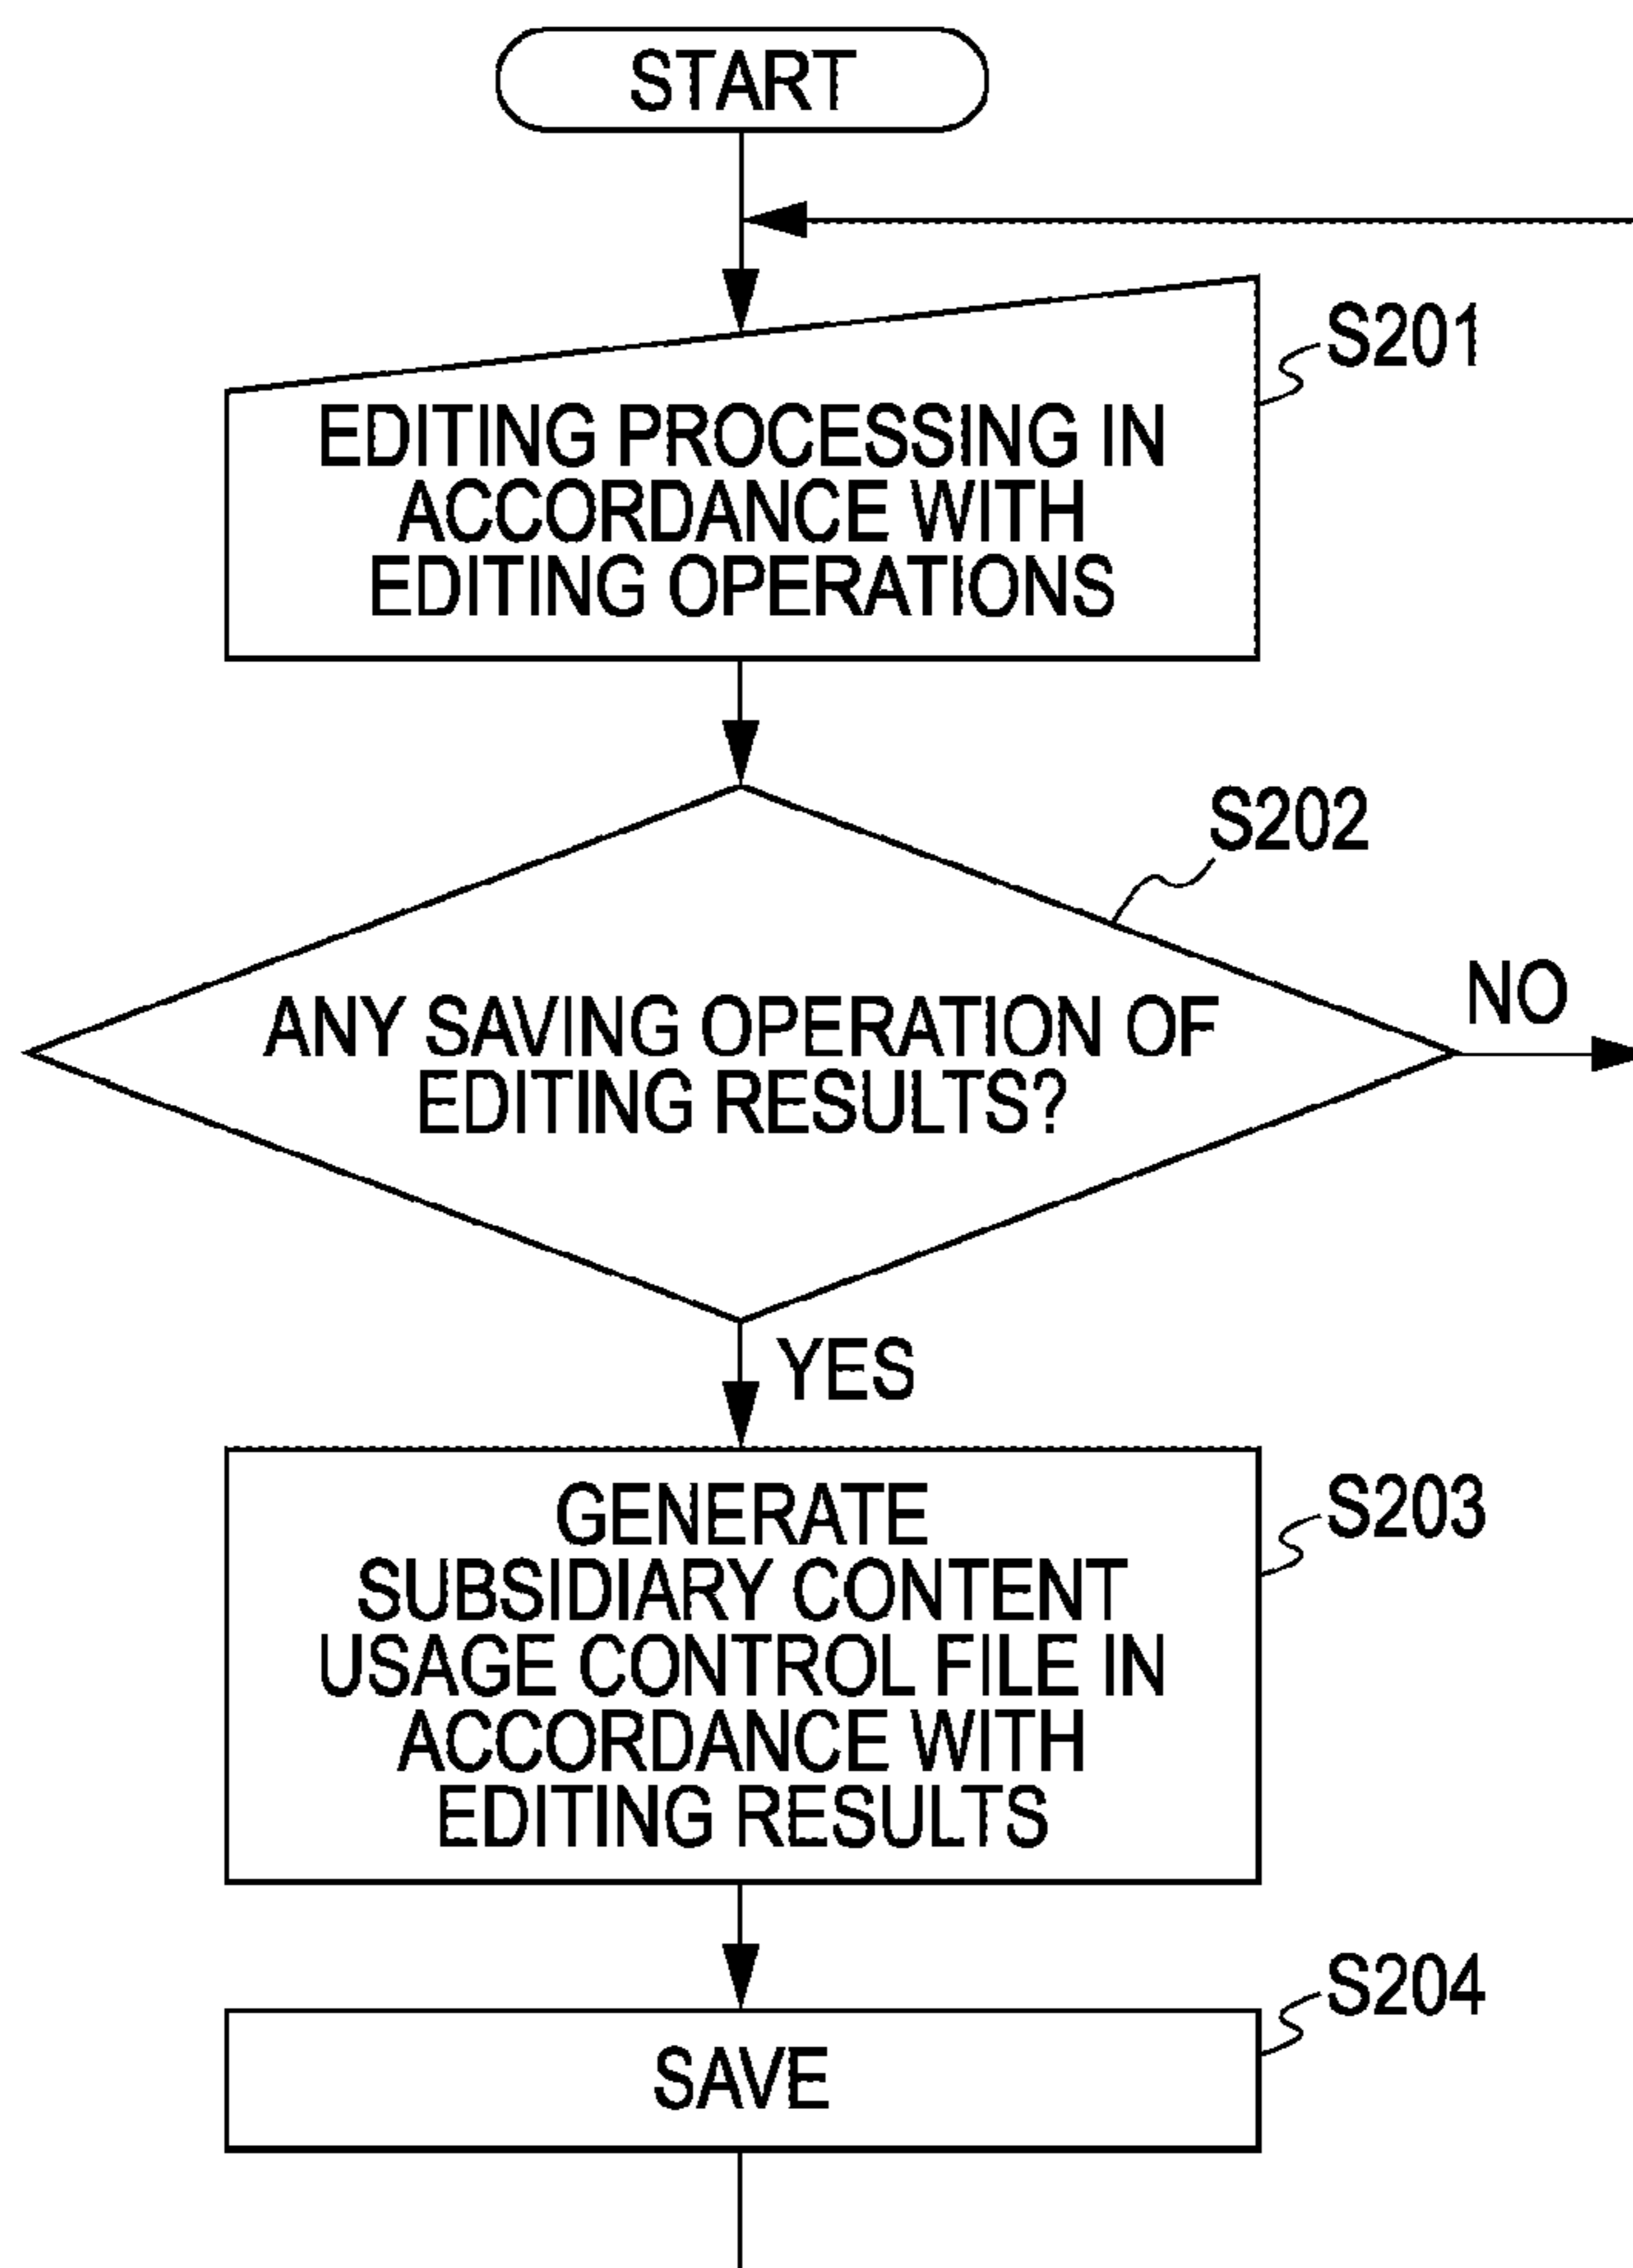 START
S201
EDITING PROCESSING IN
ACCORDANCE WITH
EDITING OPERATIONS
S202
ANY SAVING OPERATION OF
EDITING RESULTS?
NO
YES
GENERATE
SUBSIDIARY CONTENT
USAGE CONTROL FILE IN
ACCORDANCE WITH
EDITING RESULTS
S203
S204
SAVE